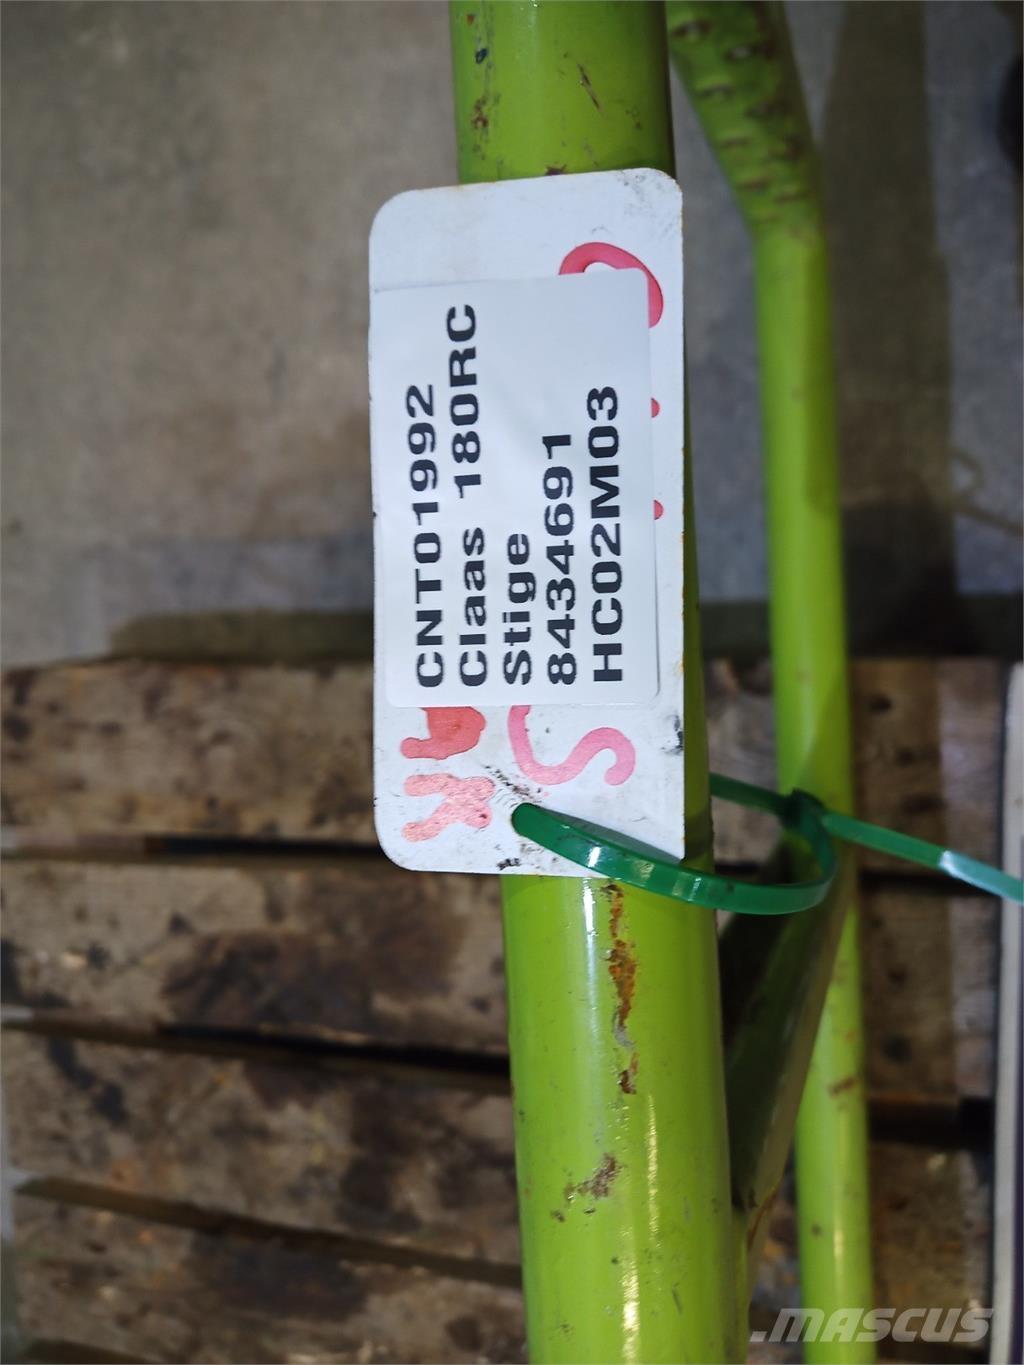 CNT01992
Claas 180RC
Stige
8434691
HC02M03
.MASCUS